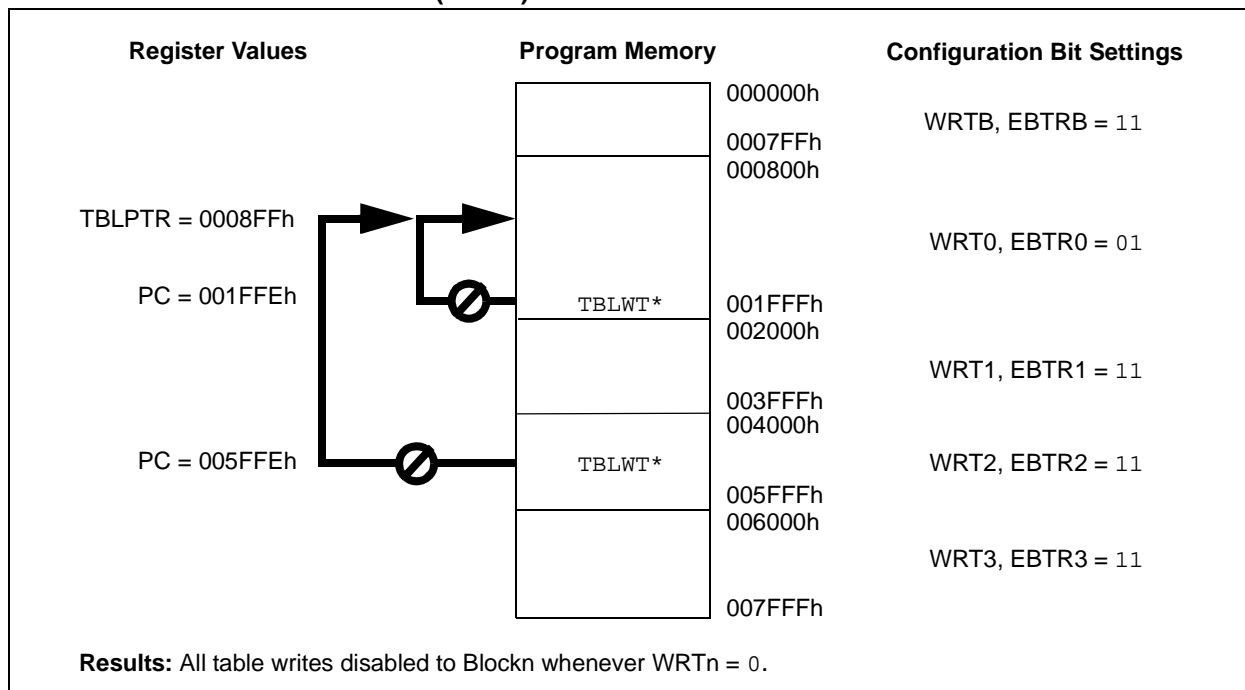 Register Values Program Memory Configuration Bit Settings
000000h
WRTB, EBTRB = 11
0007FFh
000800h
TBLPTR = 0008FFh
WRT0, EBTR0 = 01
PC = 001FFEh
TBLWT*
001FFFh
002000h
WRT1, EBTR1 = 11
003FFFh
004000h
PC = 005FFEh
TBLWT*
WRT2, EBTR2 = 11
005FFFh
006000h
WRT3, EBTR3 = 11
007FFFh
Results: All table writes disabled to Blockn whenever WRTn = 0.